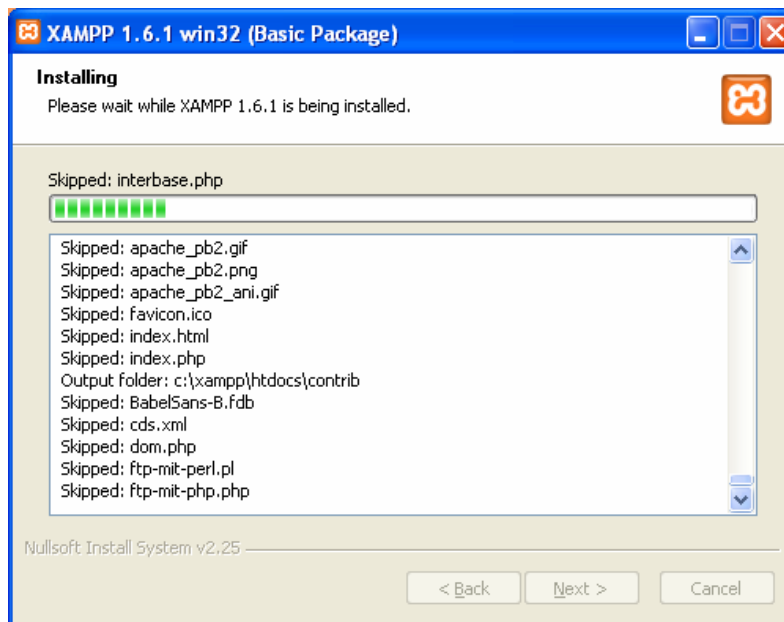 XAMPP 1.6.1 win32 (Basic Package)
Installing
Please wait while XAMPP 1.6.1 is being installed.
Skipped: interbase.php
Skipped: apache_pb2.gif
Skipped: apache_pb2.png
Skipped: apache_pb2_ani.gif
Skipped: favicon.ico
Skipped: index.html
Skipped: index.php
Output folder: c:\xampp\htdocs\contrib
Skipped: BabelSans-B.fdb
Skipped: cds.xml
Skipped: dom.php
Skipped: ftp-mit-perl.pl
Skipped: ftp-mit-php.php
Nullsoft Install System v2.25
< Back Next > Cancel